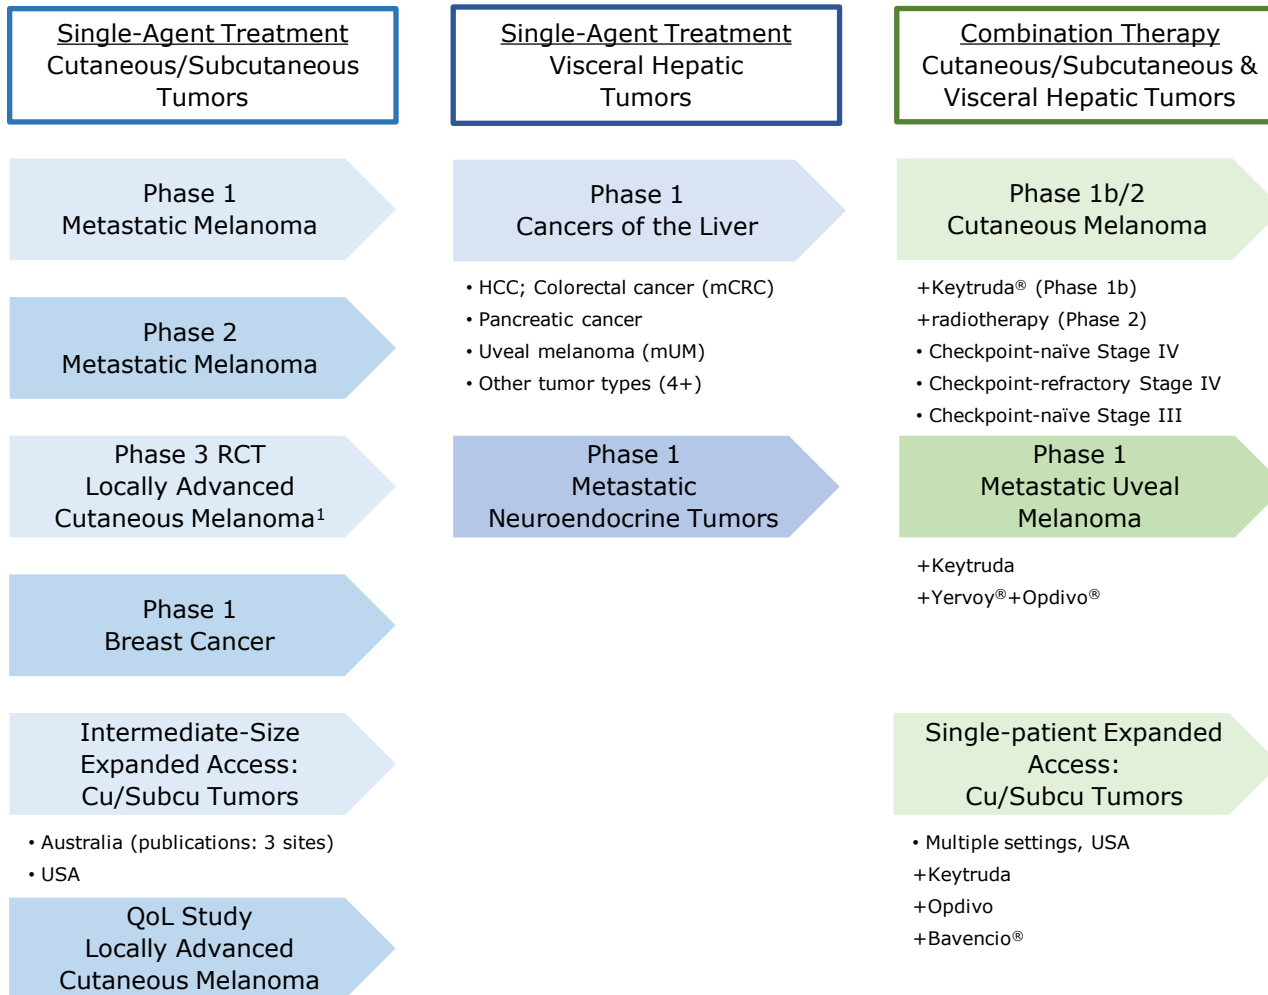 Single-Agent Treatment
Cutaneous/Subcutaneous
Tumors
Phase 1
Metastatic Melanoma
Phase 2
Metastatic Melanoma
Phase 3 RCT
Locally Advanced
Cutaneous Melanoma¹
Phase 1
Breast Cancer
Intermediate-Size
Expanded Access:
Cu/Subcu Tumors
• Australia (publications: 3 sites)
• USA
QoL Study
Locally Advanced
Cutaneous Melanoma
Single-Agent Treatment
Visceral Hepatic
Tumors
Phase 1
Cancers of the Liver
• HCC; Colorectal cancer (mCRC)
• Pancreatic cancer
• Uveal melanoma (mUM)
• Other tumor types (4+)
Phase 1
Metastatic
Neuroendocrine Tumors
Combination Therapy
Cutaneous/Subcutaneous &
Visceral Hepatic Tumors
Phase 1b/2
Cutaneous Melanoma
+Keytruda® (Phase 1b)
+radiotherapy (Phase 2)
• Checkpoint-naïve Stage IV
• Checkpoint-refractory Stage IV
• Checkpoint-naïve Stage III
Phase 1
Metastatic Uveal
Melanoma
+Keytruda
+Yervoy®+Opdivo®
Single-patient Expanded
Access:
Cu/Subcu Tumors
• Multiple settings, USA
+Keytruda
+Opdivo
+Bavencio®